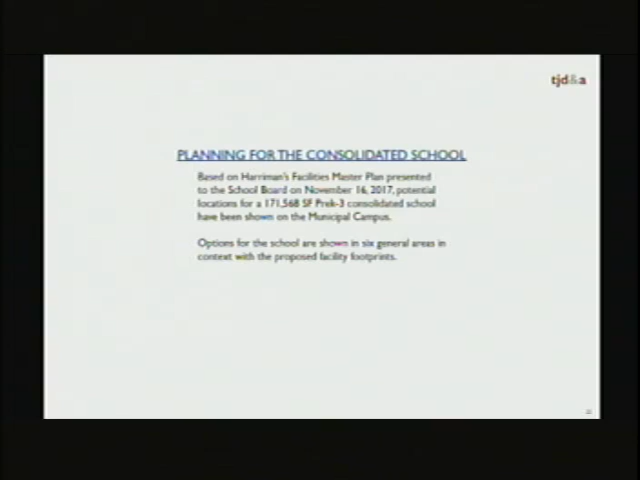 tjd&a
PLANNING FOR THE CONSOLIDATED SCHOOL
Based on Harriman's Facilities Master Plan presented
to the School Board on November 16, 2017, potential
locations for a 171,568 SF Prek-3 consolidated school
have been shown on the Municipal Campus.
Options for the school are shown in six general areas in
context with the proposed facility footprints.